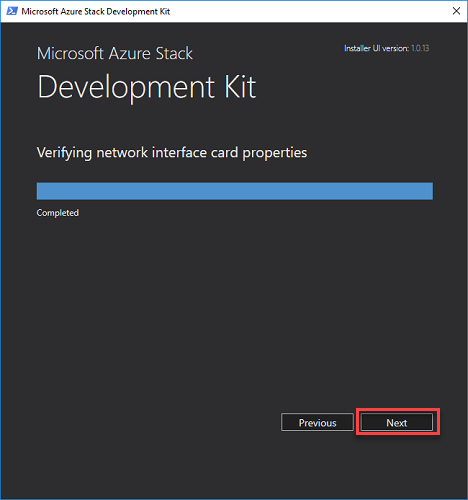 Microsoft Azure Stack Development Kit
Microsoft Azure Stack
Installer UI version: 1.0.13
Development Kit
Verifying network interface card properties
Completed
Previous
Next